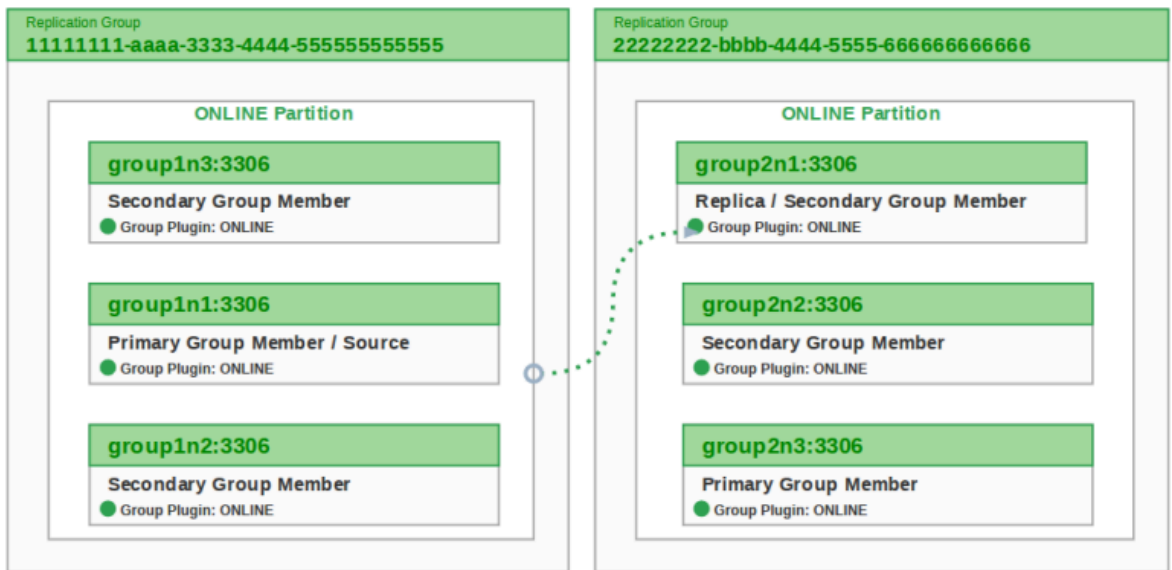 Replication Group
11111111-aaaa-3333-4444-555555555555
ONLINE Partition
group1n3:3306
Secondary Group Member
Group Plugin: ONLINE
group1n1:3306
Primary Group Member / Source
Group Plugin: ONLINE
group1n2:3306
Secondary Group Member
Group Plugin: ONLINE
Replication Group
22222222-bbbb-4444-5555-666666666666
ONLINE Partition
group2n1:3306
Replica / Secondary Group Member
Group Plugin: ONLINE
group2n2:3306
Secondary Group Member
Group Plugin: ONLINE
group2n3:3306
Primary Group Member
Group Plugin: ONLINE